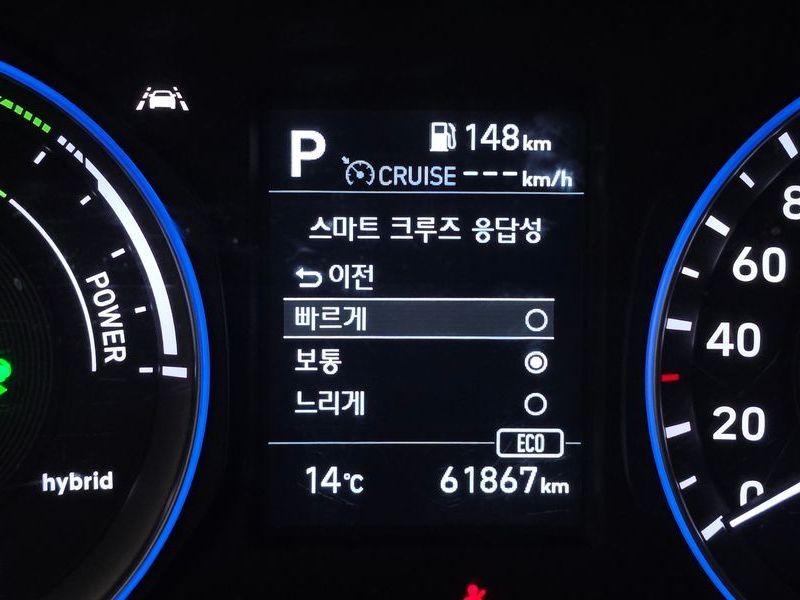 P
148km
CRUISE ---km/h
스마트 크루즈 응답성
이전
빠르게
보통
느리게
ECO
14℃ 61867km
POWER
hybrid
8
60
40
20
0